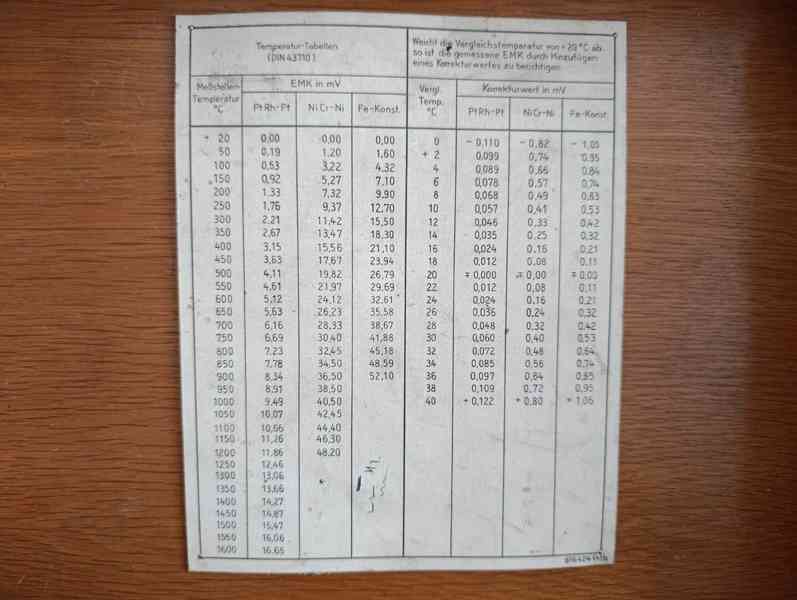 Temperatur-Tabellen
(DIN 43710)
Weicht die Vergleichstemperatur von +20°C ab,
so ist die gemessene EMK durch Hinzufügen
eines Korrekturwertes zu berichtigen.
Meßstellen-
Temperatur
°C
EMK in mV
PtRh-Pt NiCr-Ni Fe-Konst.
Vergl.
Temp.
°C
Korrekturwert in mV
PtRh-Pt NiCr-Ni Fe-Konst.
+ 20 0,00 0,00 0,00 0 - 0,110 - 0,82 - 1,05
50 0,19 1,20 1,60 + 2 0,099 0,74 0,95
100 0,53 3,22 4,32 4 0,089 0,66 0,84
150 0,92 5,27 7,10 6 0,078 0,57 0,74
200 1,33 7,32 9,90 8 0,068 0,49 0,63
250 1,76 9,37 12,70 10 0,057 0,41 0,53
300 2,21 11,42 15,50 12 0,046 0,33 0,42
350 2,67 13,47 18,30 14 0,035 0,25 0,32
400 3,15 15,56 21,10 16 0,024 0,16 0,21
450 3,63 17,67 23,94 18 0,012 0,08 0,11
500 4,11 19,82 26,79 20 ∓ 0,000 ∓ 0,00 ∓ 0,00
550 4,61 21,97 29,69 22 0,012 0,08 0,11
600 5,12 24,12 32,61 24 0,024 0,16 0,21
650 5,63 26,23 35,58 26 0,036 0,24 0,32
700 6,16 28,33 38,67 28 0,048 0,32 0,42
750 6,69 30,40 41,88 30 0,060 0,40 0,53
800 7,23 32,45 45,18 32 0,072 0,48 0,64
850 7,78 34,50 48,59 34 0,085 0,56 0,74
900 8,34 36,50 52,10 36 0,097 0,64 0,85
950 8,91 38,50 38 0,109 0,72 0,95
1000 9,49 40,50 40 + 0,122 + 0,80 + 1,06
1050 10,07 42,45
1100 10,66 44,40
1150 11,26 46,30
1200 11,86 48,20
1250 12,46
1300 13,06
1350 13,66
1400 14,27
1450 14,87
1500 15,47
1550 16,06
1600 16,65